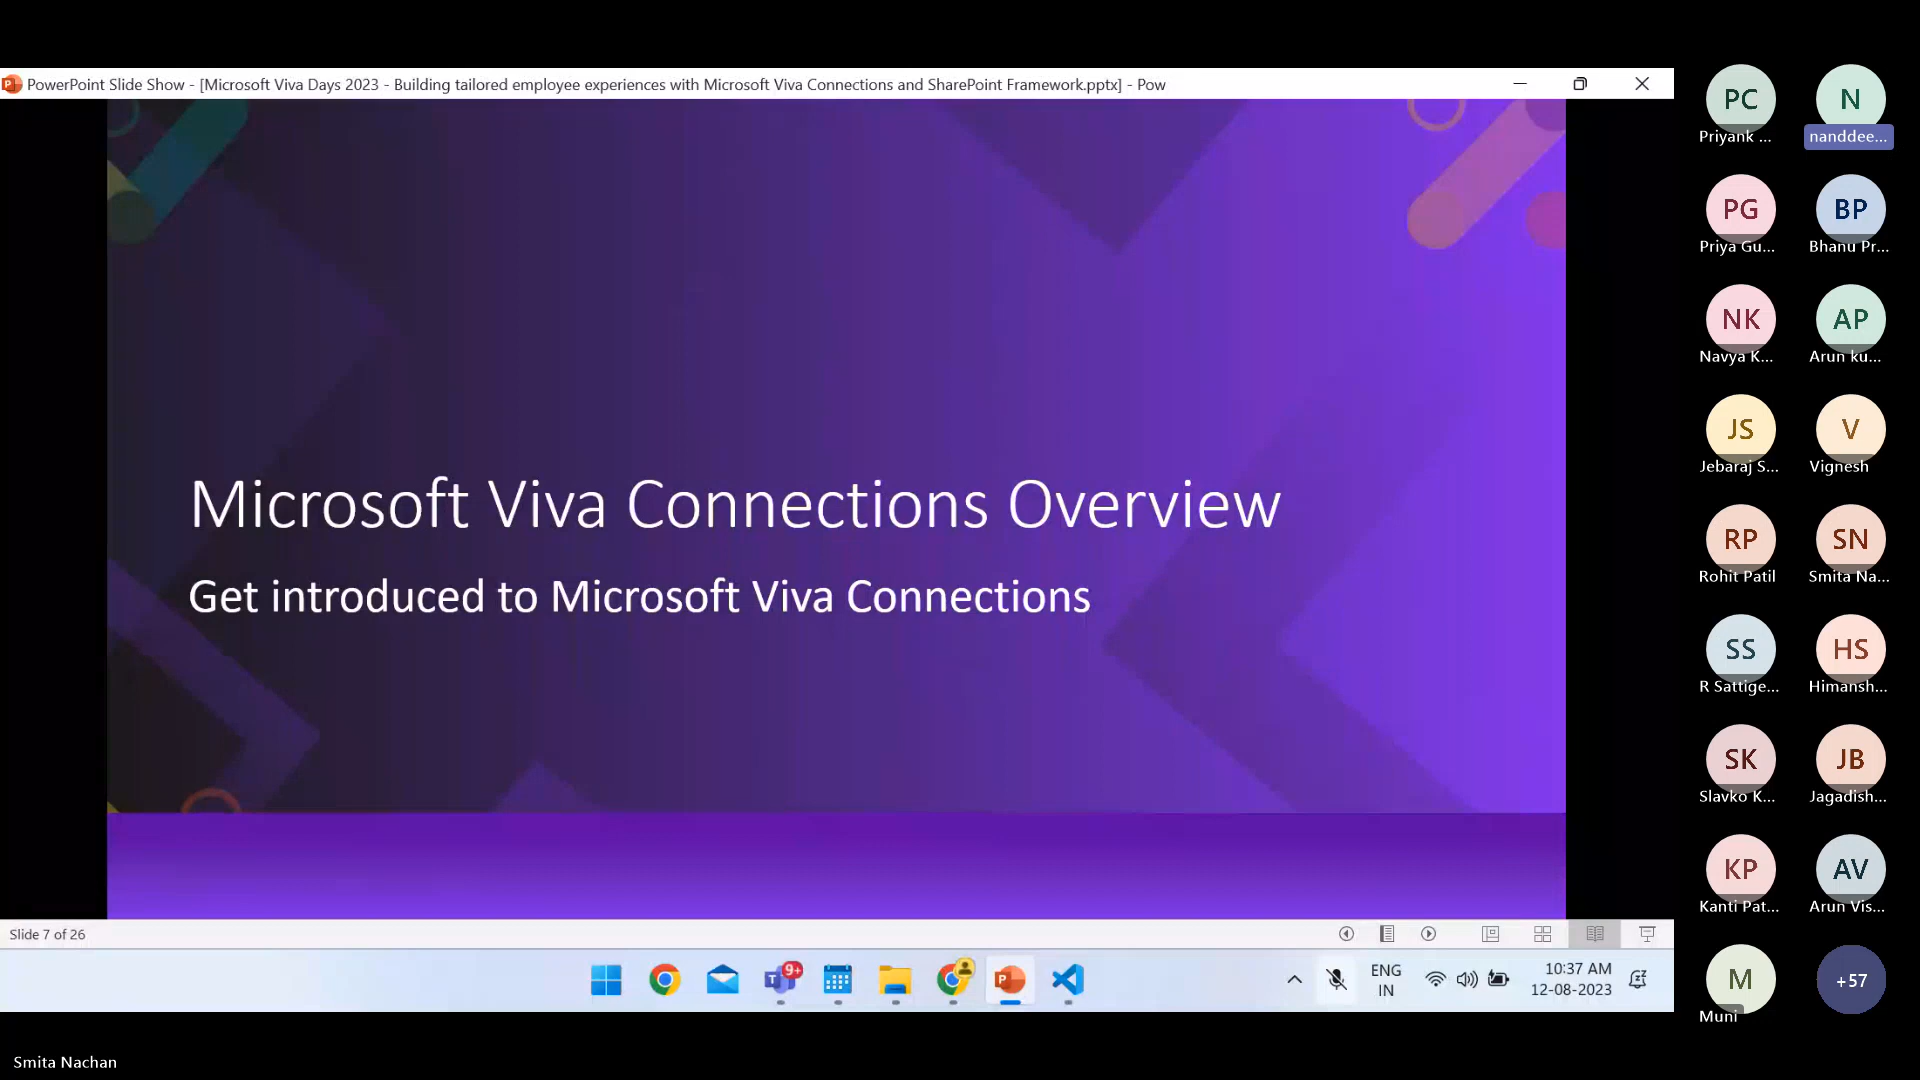 PowerPoint Slide Show - [Microsoft Viva Days 2023 - Building tailored employee experiences with Microsoft Viva Connections and SharePoint Framework.pptx] - Pow
Microsoft Viva Connections Overview
Get introduced to Microsoft Viva Connections
Slide 7 of 26
9+
ENG
IN
10:37 AM
12-08-2023
Smita Nachan
PC
Priyank ...
N
nanddee...
PG
Priya Gu...
BP
Bhanu Pr...
NK
Navya K...
AP
Arun ku...
JS
Jebaraj S...
V
Vignesh
RP
Rohit Patil
SN
Smita Na...
SS
R Sattige...
HS
Himansh...
SK
Slavko K...
JB
Jagadish...
KP
Kanti Pat...
AV
Arun Vis...
M
Muni
+57